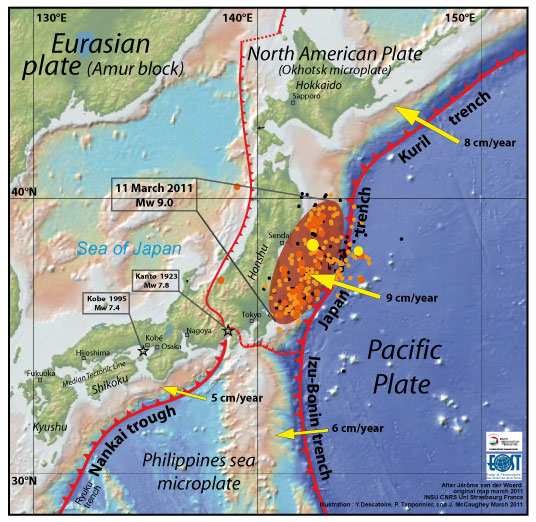 130°E
140°E
150°E
Eurasian
plate (Amur block)
North American Plate
(Okhotsk microplate)
Hokkaido
Sapporo
Kuril trench
8 cm/year
11 March 2011
Mw 9.0
40°N
Sea of Japan
Sendai
Honshu
Japan trench
9 cm/year
Kanto 1923
Mw 7.8
Kobe 1995
Mw 7.4
Tokyo
Nagoya
Kobé
Osaka
Hiroshima
Median Tectonic Line
Fukuoka
Shikoku
Kyushu
Pacific
Plate
5 cm/year
Nankai trough
Izu-Bonin trench
6 cm/year
Philippines sea
microplate
30°N
Ryuku
trench
EOST
After Jérôme van der Woerd
original map march 2011
INSU CNRS Uni Strasbourg France
Illustration : Y.Descatoire, P. Tapponnier, and J. McCaughey March 2011